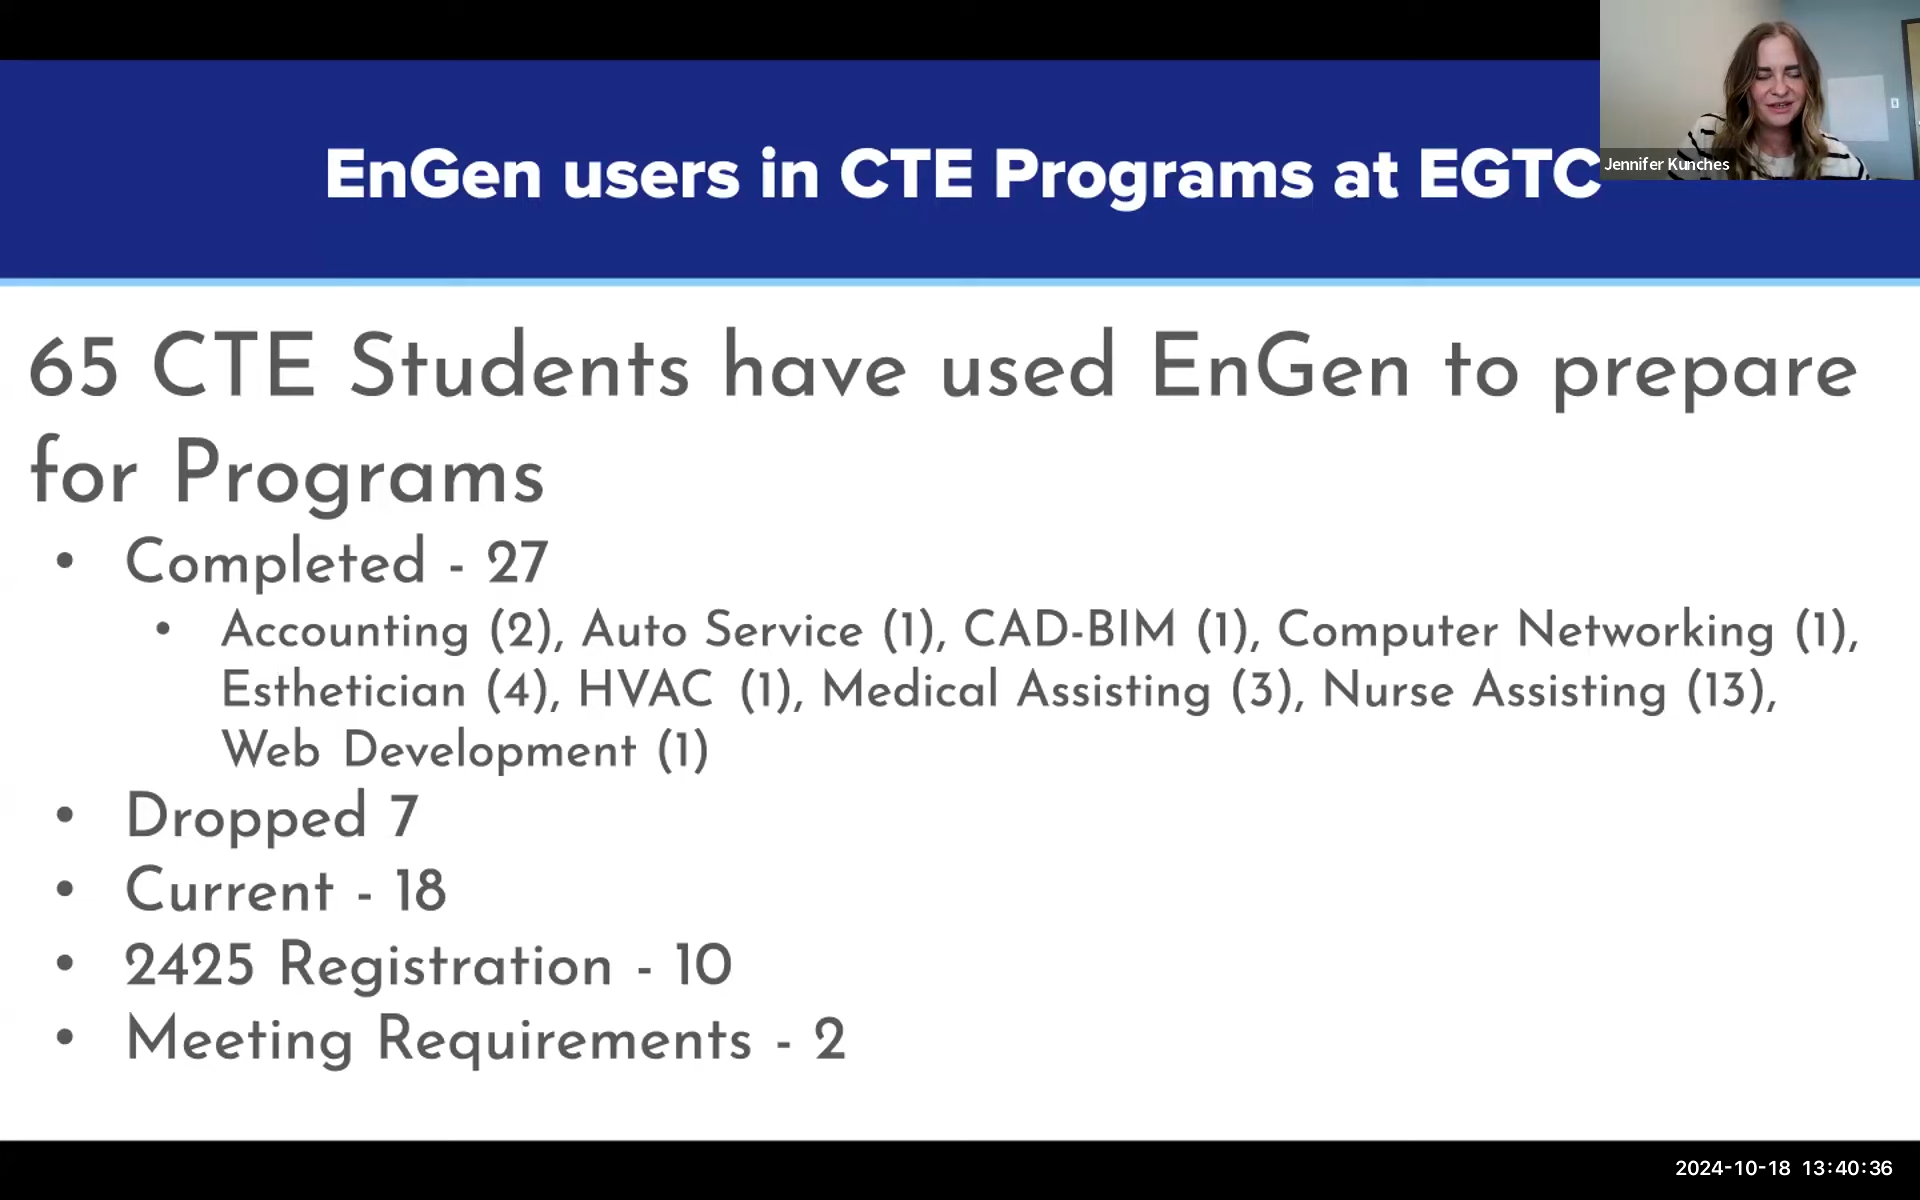 EnGen users in CTE Programs at EGTC
Jennifer Kunches
65 CTE Students have used EnGen to prepare
for Programs
• Completed - 27
• Accounting (2), Auto Service (1), CAD-BIM (1), Computer Networking (1),
Esthetician (4), HVAC (1), Medical Assisting (3), Nurse Assisting (13),
Web Development (1)
• Dropped 7
• Current - 18
• 2425 Registration - 10
• Meeting Requirements - 2
2024-10-18 13:40:36